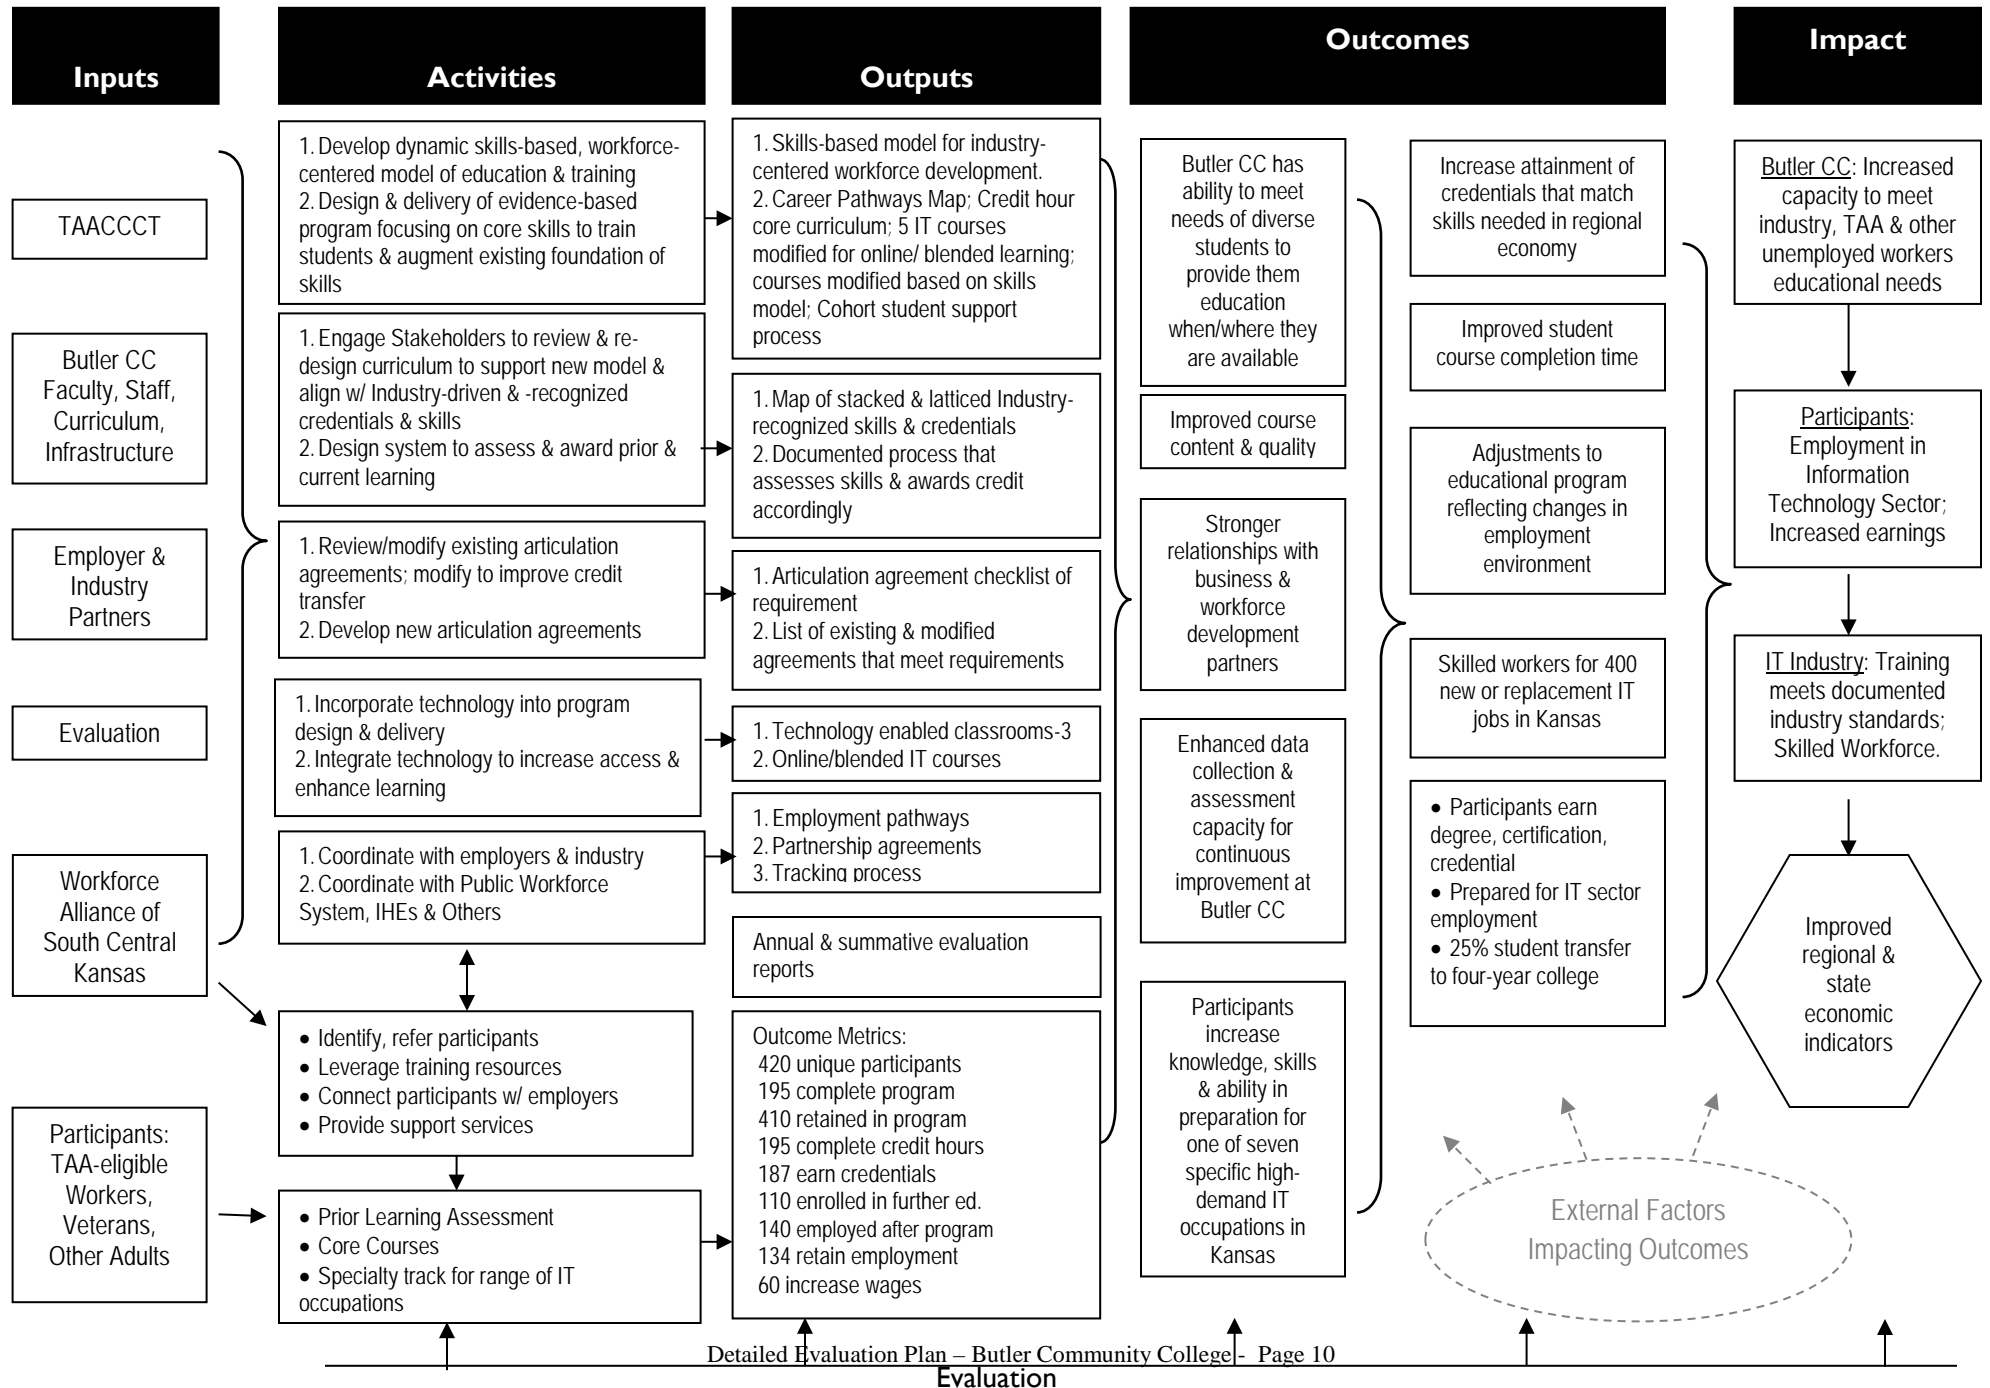 Inputs
Activities
Outputs
Outcomes
Impact
TAACCCT
Butler CC
Faculty, Staff,
Curriculum,
Infrastructure
Employer &
Industry
Partners
Evaluation
Workforce
Alliance of
South Central
Kansas
Participants:
TAA-eligible
Workers,
Veterans,
Other Adults
1. Develop dynamic skills-based, workforce-
centered model of education & training
2. Design & delivery of evidence-based
program focusing on core skills to train
students & augment existing foundation of
skills
1. Engage Stakeholders to review & re-
design curriculum to support new model &
align w/ Industry-driven & -recognized
credentials & skills
2. Design system to assess & award prior &
current learning
1. Review/modify existing articulation
agreements; modify to improve credit
transfer
2. Develop new articulation agreements
1. Incorporate technology into program
design & delivery
2. Integrate technology to increase access &
enhance learning
1. Coordinate with employers & industry
2. Coordinate with Public Workforce
System, IHEs & Others
• Identify, refer participants
• Leverage training resources
• Connect participants w/ employers
• Provide support services
• Prior Learning Assessment
• Core Courses
• Specialty track for range of IT
occupations
1. Skills-based model for industry-
centered workforce development.
2. Career Pathways Map; Credit hour
core curriculum; 5 IT courses
modified for online/ blended learning;
courses modified based on skills
model; Cohort student support
process
1. Map of stacked & latticed Industry-
recognized skills & credentials
2. Documented process that
assesses skills & awards credit
accordingly
1. Articulation agreement checklist of
requirement
2. List of existing & modified
agreements that meet requirements
1. Technology enabled classrooms-3
2. Online/blended IT courses
1. Employment pathways
2. Partnership agreements
3. Tracking process
Annual & summative evaluation
reports
Outcome Metrics:
420 unique participants
195 complete program
410 retained in program
195 complete credit hours
187 earn credentials
110 enrolled in further ed.
140 employed after program
134 retain employment
60 increase wages
Butler CC has
ability to meet
needs of diverse
students to
provide them
education
when/where they
are available
Improved course
content & quality
Stronger
relationships with
business &
workforce
development
partners
Enhanced data
collection &
assessment
capacity for
continuous
improvement at
Butler CC
Participants
increase
knowledge, skills
& ability in
preparation for
one of seven
specific high-
demand IT
occupations in
Kansas
Increase attainment of
credentials that match
skills needed in regional
economy
Improved student
course completion time
Adjustments to
educational program
reflecting changes in
employment
environment
Skilled workers for 400
new or replacement IT
jobs in Kansas
• Participants earn
degree, certification,
credential
• Prepared for IT sector
employment
• 25% student transfer
to four-year college
Butler CC: Increased
capacity to meet
industry, TAA & other
unemployed workers
educational needs
Participants:
Employment in
Information
Technology Sector;
Increased earnings
IT Industry: Training
meets documented
industry standards;
Skilled Workforce.
Improved
regional &
state
economic
indicators
External Factors
Impacting Outcomes
Detailed Evaluation Plan – Butler Community College - Page 10
Evaluation